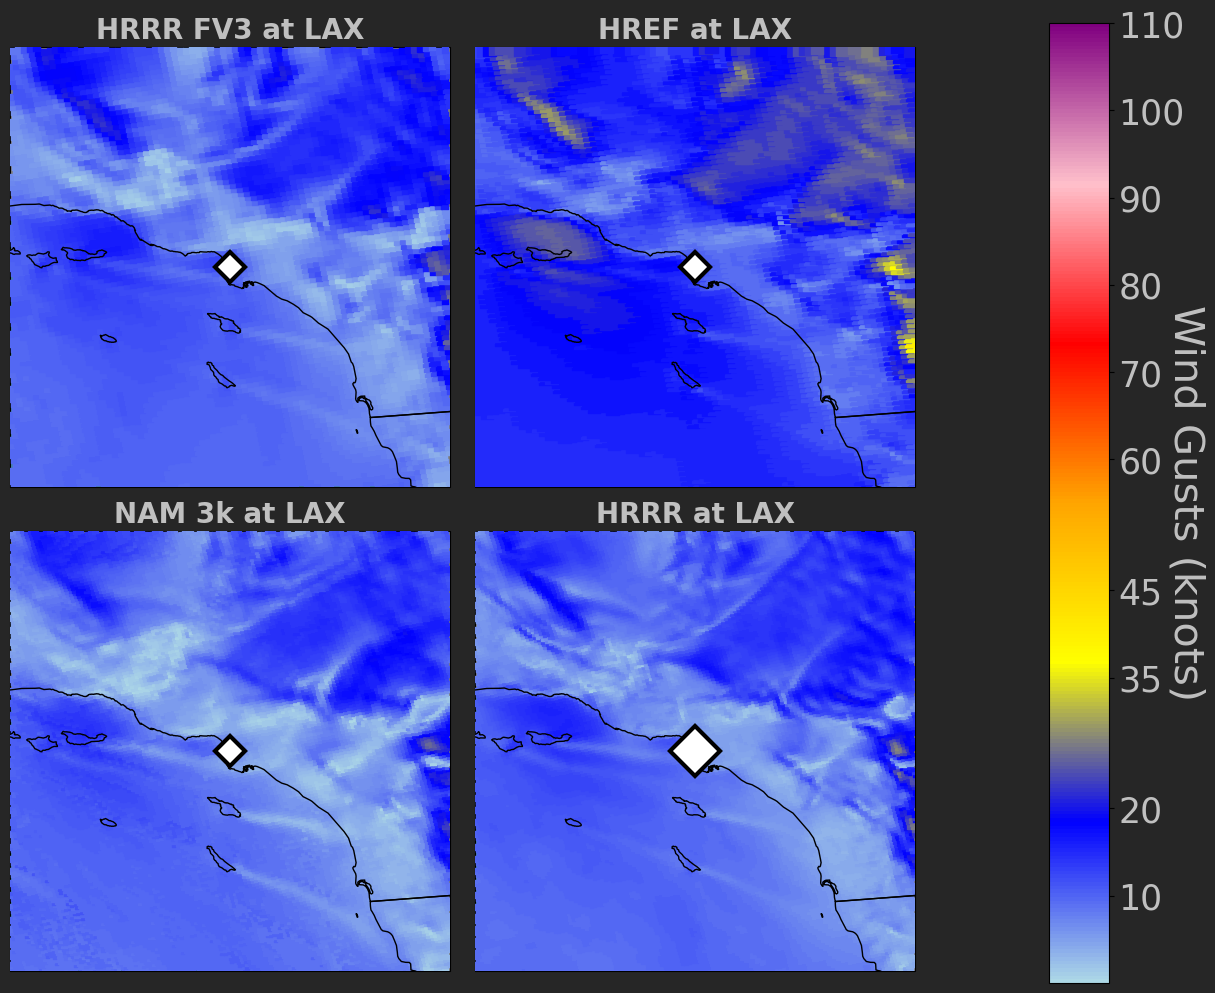 HRRR FV3 at LAX
HREF at LAX
NAM 3k at LAX
HRRR at LAX
110
100
90
80
70
60
45
35
20
10
Wind Gusts (knots)